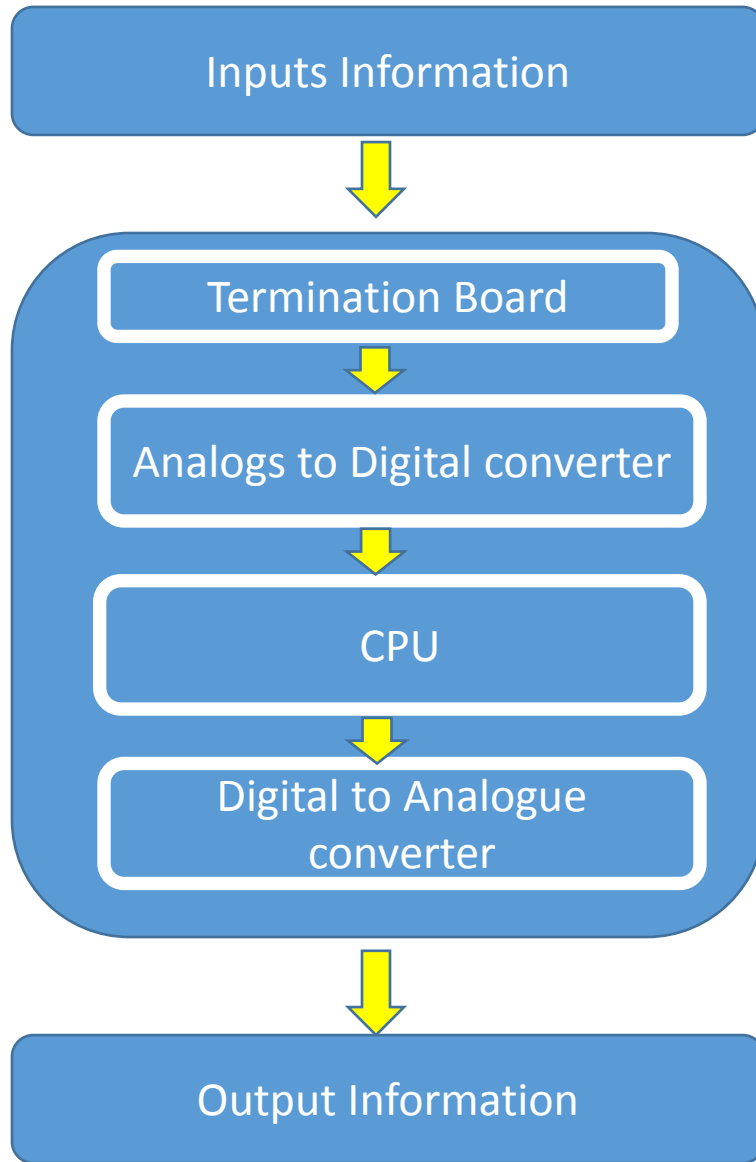 Inputs Information
Termination Board
Analogs to Digital converter
CPU
Digital to Analogue
converter
Output Information